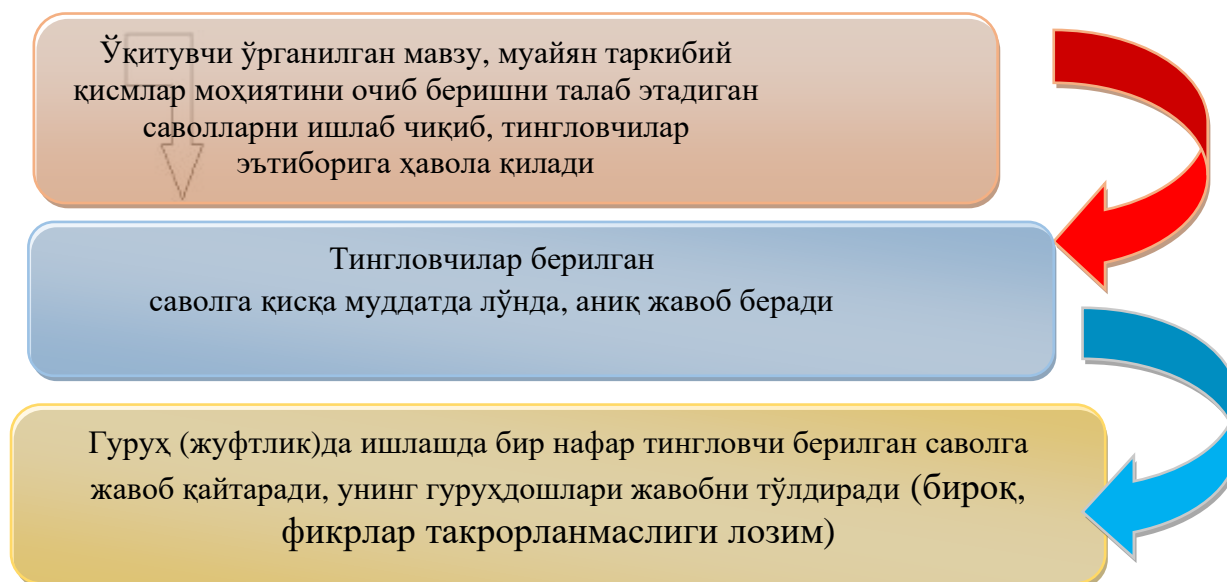 Ўқитувчи ўрганилган мавзу, муайян таркибий
қисмлар моҳиятини очиб беришни талаб этадиган
саволларни ишлаб чиқиб, тингловчилар
эътиборига ҳавола қилади
Тингловчилар берилган
саволга қисқа муддатда лўнда, аниқ жавоб беради
Гуруҳ (жуфтлик)да ишлашда бир нафар тингловчи берилган саволга
жавоб қайтаради, унинг гуруҳдошлари жавобни тўлдиради (бироқ,
фикрлар такрорланмаслиги лозим)